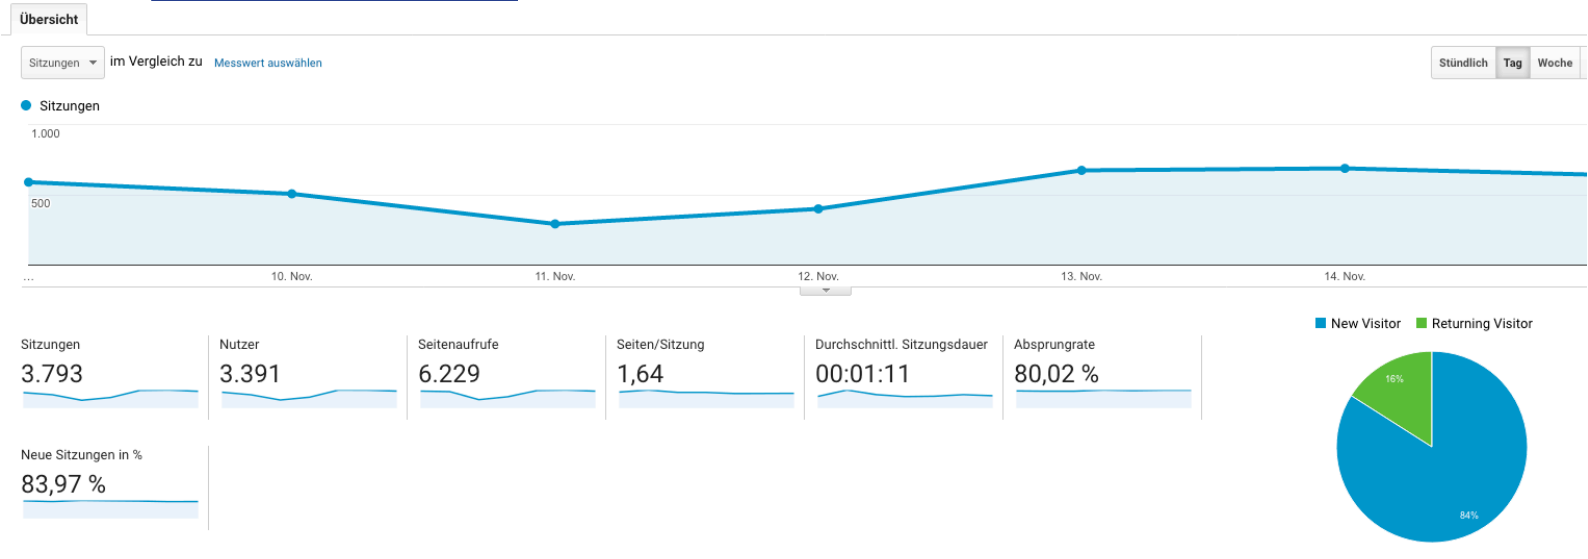 Übersicht
Sitzungen im Vergleich zu Messwert auswählen
Stündlich Tag Woche
Sitzungen
1.000
500
... 10. Nov. 11. Nov. 12. Nov. 13. Nov. 14. Nov.
New Visitor Returning Visitor
Sitzungen Nutzer Seitenaufrufe Seiten/Sitzung Durchschnittl. Sitzungsdauer Absprungrate
3.793 3.391 6.229 1,64 00:01:11 80,02 %
16%
Neue Sitzungen in %
83,97 %
84%